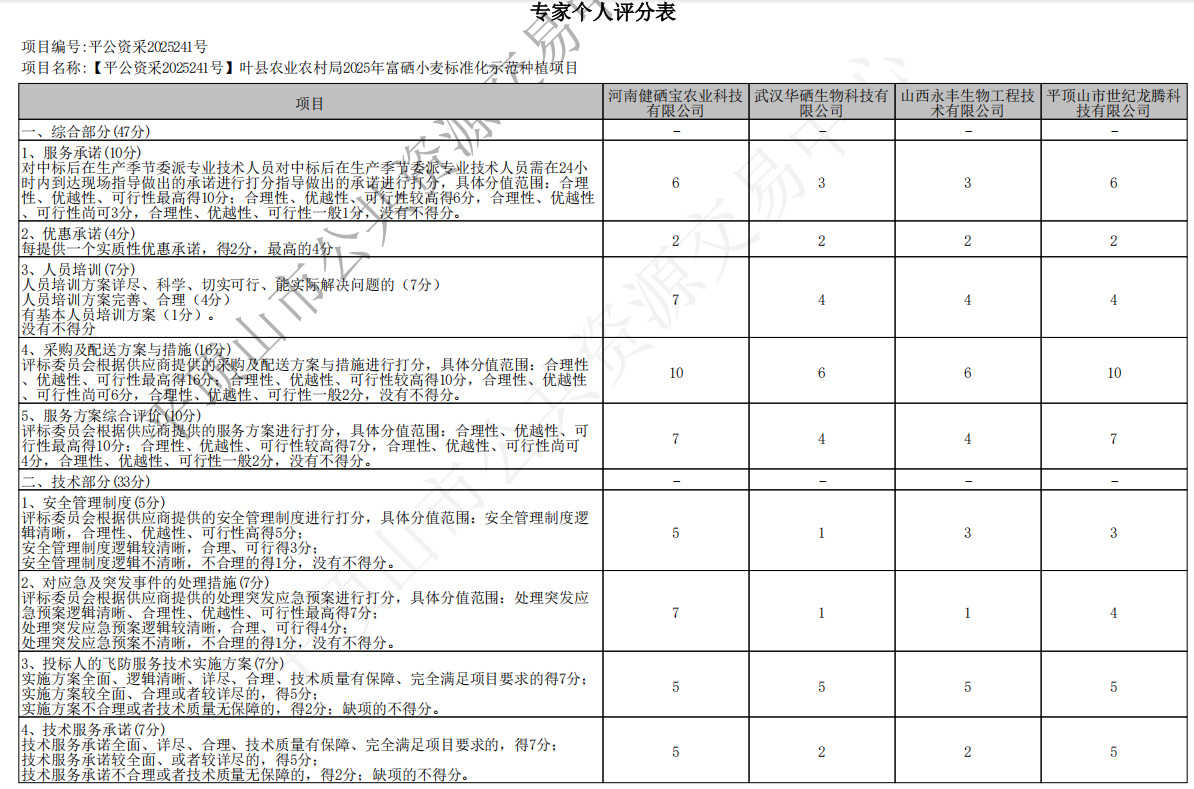 专家个人评分表
项目编号:平公资采2025241号
项目名称:【平公资采2025241号】叶县农业农村局2025年富硒小麦标准化示范种植项目
项目
河南健硒宝农业科技
有限公司
武汉华硒生物科技有
限公司
山西永丰生物工程技
术有限公司
平顶山市世纪龙腾科
技有限公司
一、综合部分(47分)
－ － － －
1、服务承诺(10分)
对中标后在生产季节委派专业技术人员对中标后在生产季节委派专业技术人员需在24小
时内到达现场指导做出的承诺进行打分指导做出的承诺进行打分，具体分值范围：合理
性、优越性、可行性最高得10分；合理性、优越性、可行性较高得6分，合理性、优越性
、可行性尚可3分，合理性、优越性、可行性一般1分，没有不得分。
6 3 3 6
2、优惠承诺(4分)
每提供一个实质性优惠承诺，得2分，最高的4分
2 2 2 2
3、人员培训(7分)
人员培训方案详尽、科学、切实可行、能实际解决问题的（7分）
人员培训方案完善、合理（4分）
有基本人员培训方案（1分）。
没有不得分
7 4 4 4
4、采购及配送方案与措施(16分)
评标委员会根据供应商提供的采购及配送方案与措施进行打分，具体分值范围：合理性
、优越性、可行性最高得16分；合理性、优越性、可行性较高得10分，合理性、优越性
、可行性尚可6分，合理性、优越性、可行性一般2分，没有不得分。
10 6 6 10
5、服务方案综合评价(10分)
评标委员会根据供应商提供的服务方案进行打分，具体分值范围：合理性、优越性、可
行性最高得10分；合理性、优越性、可行性较高得7分，合理性、优越性、可行性尚可
4分，合理性、优越性、可行性一般2分，没有不得分。
7 4 4 7
二、技术部分(33分)
－ － － －
1、安全管理制度(5分)
评标委员会根据供应商提供的安全管理制度进行打分，具体分值范围：安全管理制度逻
辑清晰，合理性、优越性、可行性高得5分；
安全管理制度逻辑较清晰，合理、可行得3分；
安全管理制度逻辑不清晰，不合理的得1分，没有不得分。
5 1 3 3
2、对应急及突发事件的处理措施(7分)
评标委员会根据供应商提供的处理突发应急预案进行打分，具体分值范围：处理突发应
急预案逻辑清晰、合理性、优越性、可行性最高得7分；
处理突发应急预案逻辑较清晰，合理、可行得4分；
处理突发应急预案不清晰，不合理的得1分，没有不得分。
7 1 1 4
3、投标人的飞防服务技术实施方案(7分)
实施方案全面、逻辑清晰、详尽、合理、技术质量有保障、完全满足项目要求的得7分；
实施方案较全面、合理或者较详尽的，得5分；
实施方案不合理或者技术质量无保障的，得2分；缺项的不得分。
5 5 5 5
4、技术服务承诺(7分)
技术服务承诺全面、详尽、合理、技术质量有保障、完全满足项目要求的，得7分；
技术服务承诺较全面、或者较详尽的，得5分；
技术服务承诺不合理或者技术质量无保障的，得2分；缺项的不得分。
5 2 2 5
平顶山市公共资源交易中
平顶山市公共资源交易中心